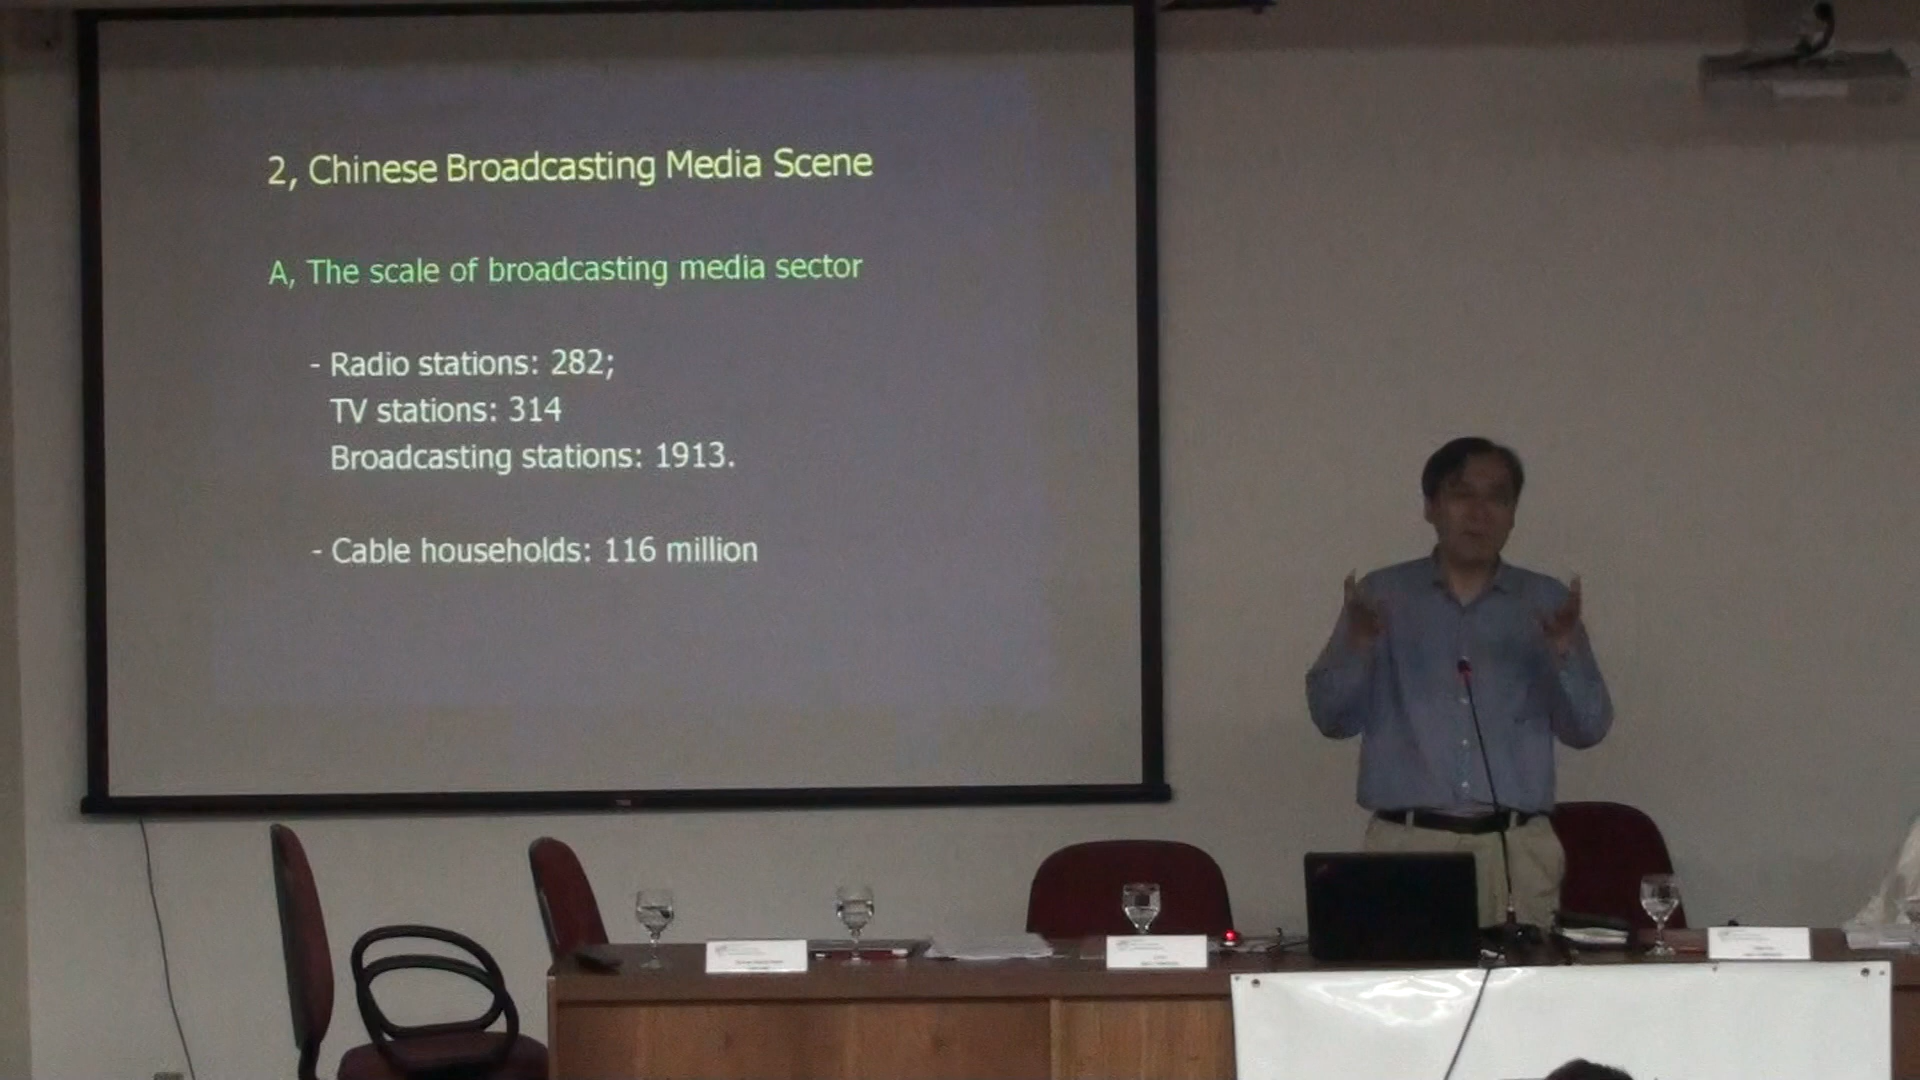 2, Chinese Broadcasting Media Scene
A, The scale of broadcasting media sector
- Radio stations: 282;
TV stations: 314
Broadcasting stations: 1913.
- Cable households: 116 million